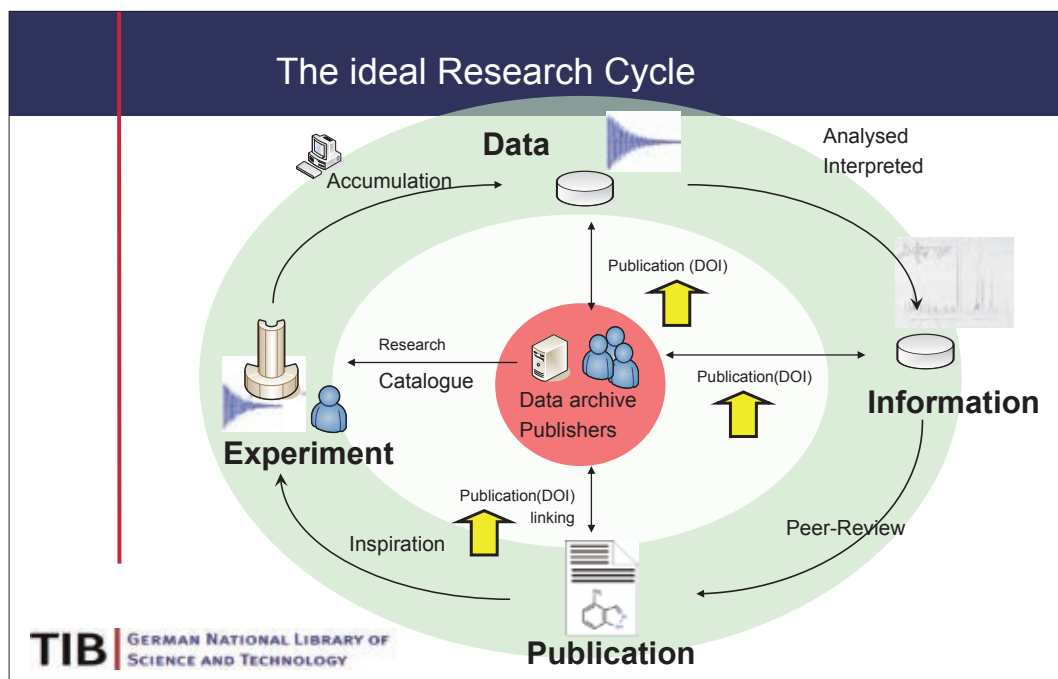 The ideal Research Cycle
Data
Accumulation
Analysed
Interpreted
Publication (DOI)
Research
Catalogue
Data archive
Publishers
Publication(DOI)
Information
Experiment
Publication(DOI)
linking
Inspiration
Peer-Review
Publication
TIB
GERMAN NATIONAL LIBRARY OF
SCIENCE AND TECHNOLOGY